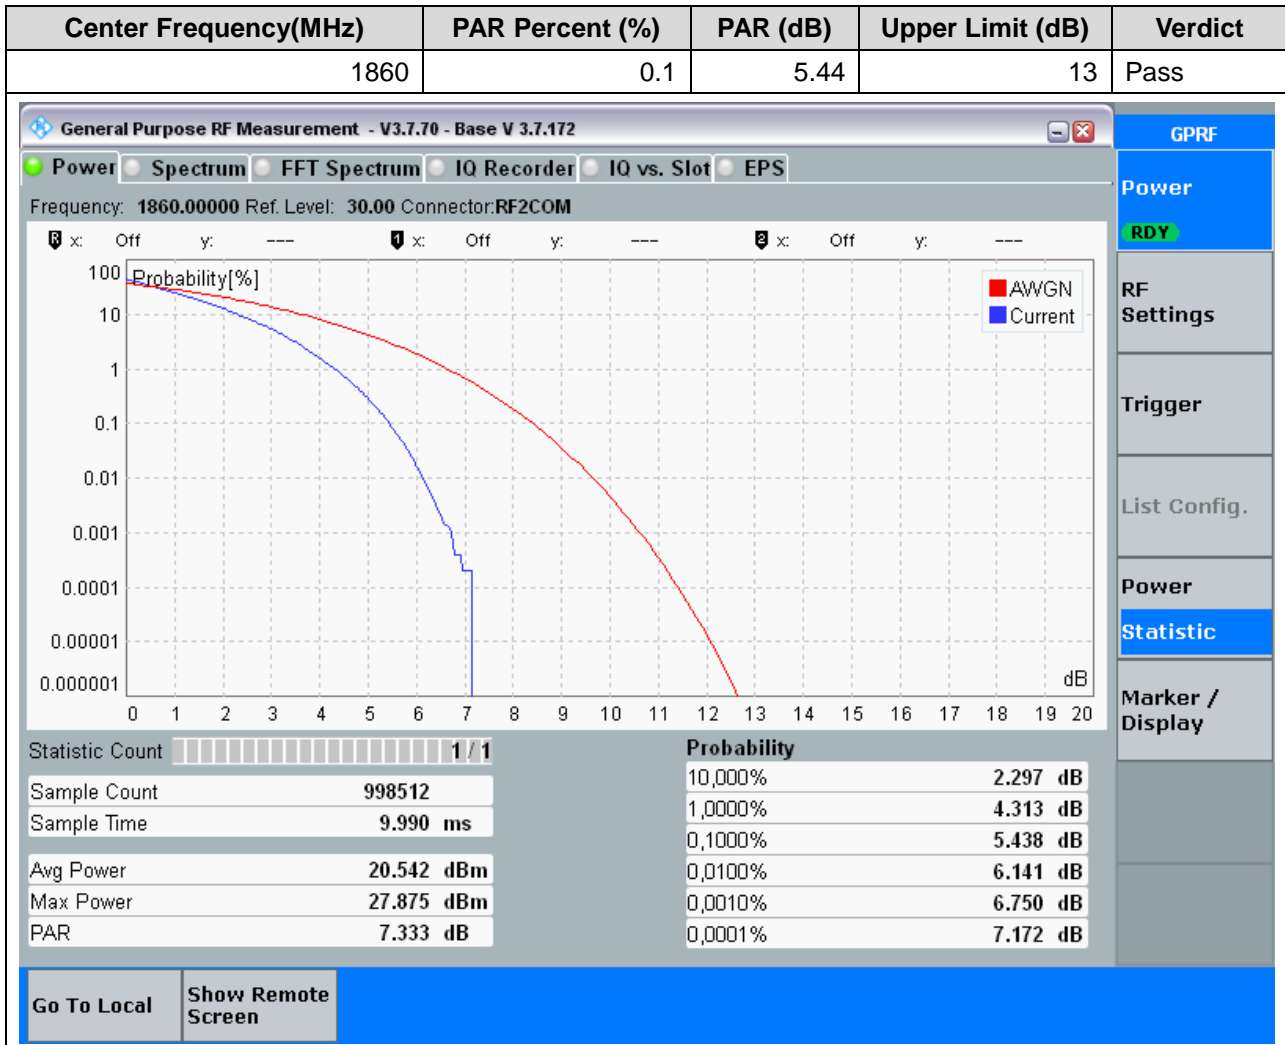 Center Frequency(MHz) PAR Percent (%) PAR (dB) Upper Limit (dB) Verdict
1860 0.1 5.44 13 Pass
General Purpose RF Measurement - V3.7.70 - Base V 3.7.172
GPRF
Power Spectrum FFT Spectrum IQ Recorder IQ vs. Slot EPS
Frequency: 1860.00000 Ref. Level: 30.00 Connector:RF2COM
R x: Off y: --- 1 x: Off y: --- 2 x: Off y: ---
Probability[%]
AWGN
Current
100
10
1
0.1
0.01
0.001
0.0001
0.00001
0.000001
dB
0 1 2 3 4 5 6 7 8 9 10 11 12 13 14 15 16 17 18 19 20
Statistic Count 1 / 1
Sample Count 998512
Sample Time 9.990 ms
Avg Power 20.542 dBm
Max Power 27.875 dBm
PAR 7.333 dB
Probability
10,000% 2.297 dB
1,0000% 4.313 dB
0,1000% 5.438 dB
0,0100% 6.141 dB
0,0010% 6.750 dB
0,0001% 7.172 dB
Power
RDY
RF
Settings
Trigger
List Config.
Power
Statistic
Marker /
Display
Go To Local
Show Remote
Screen